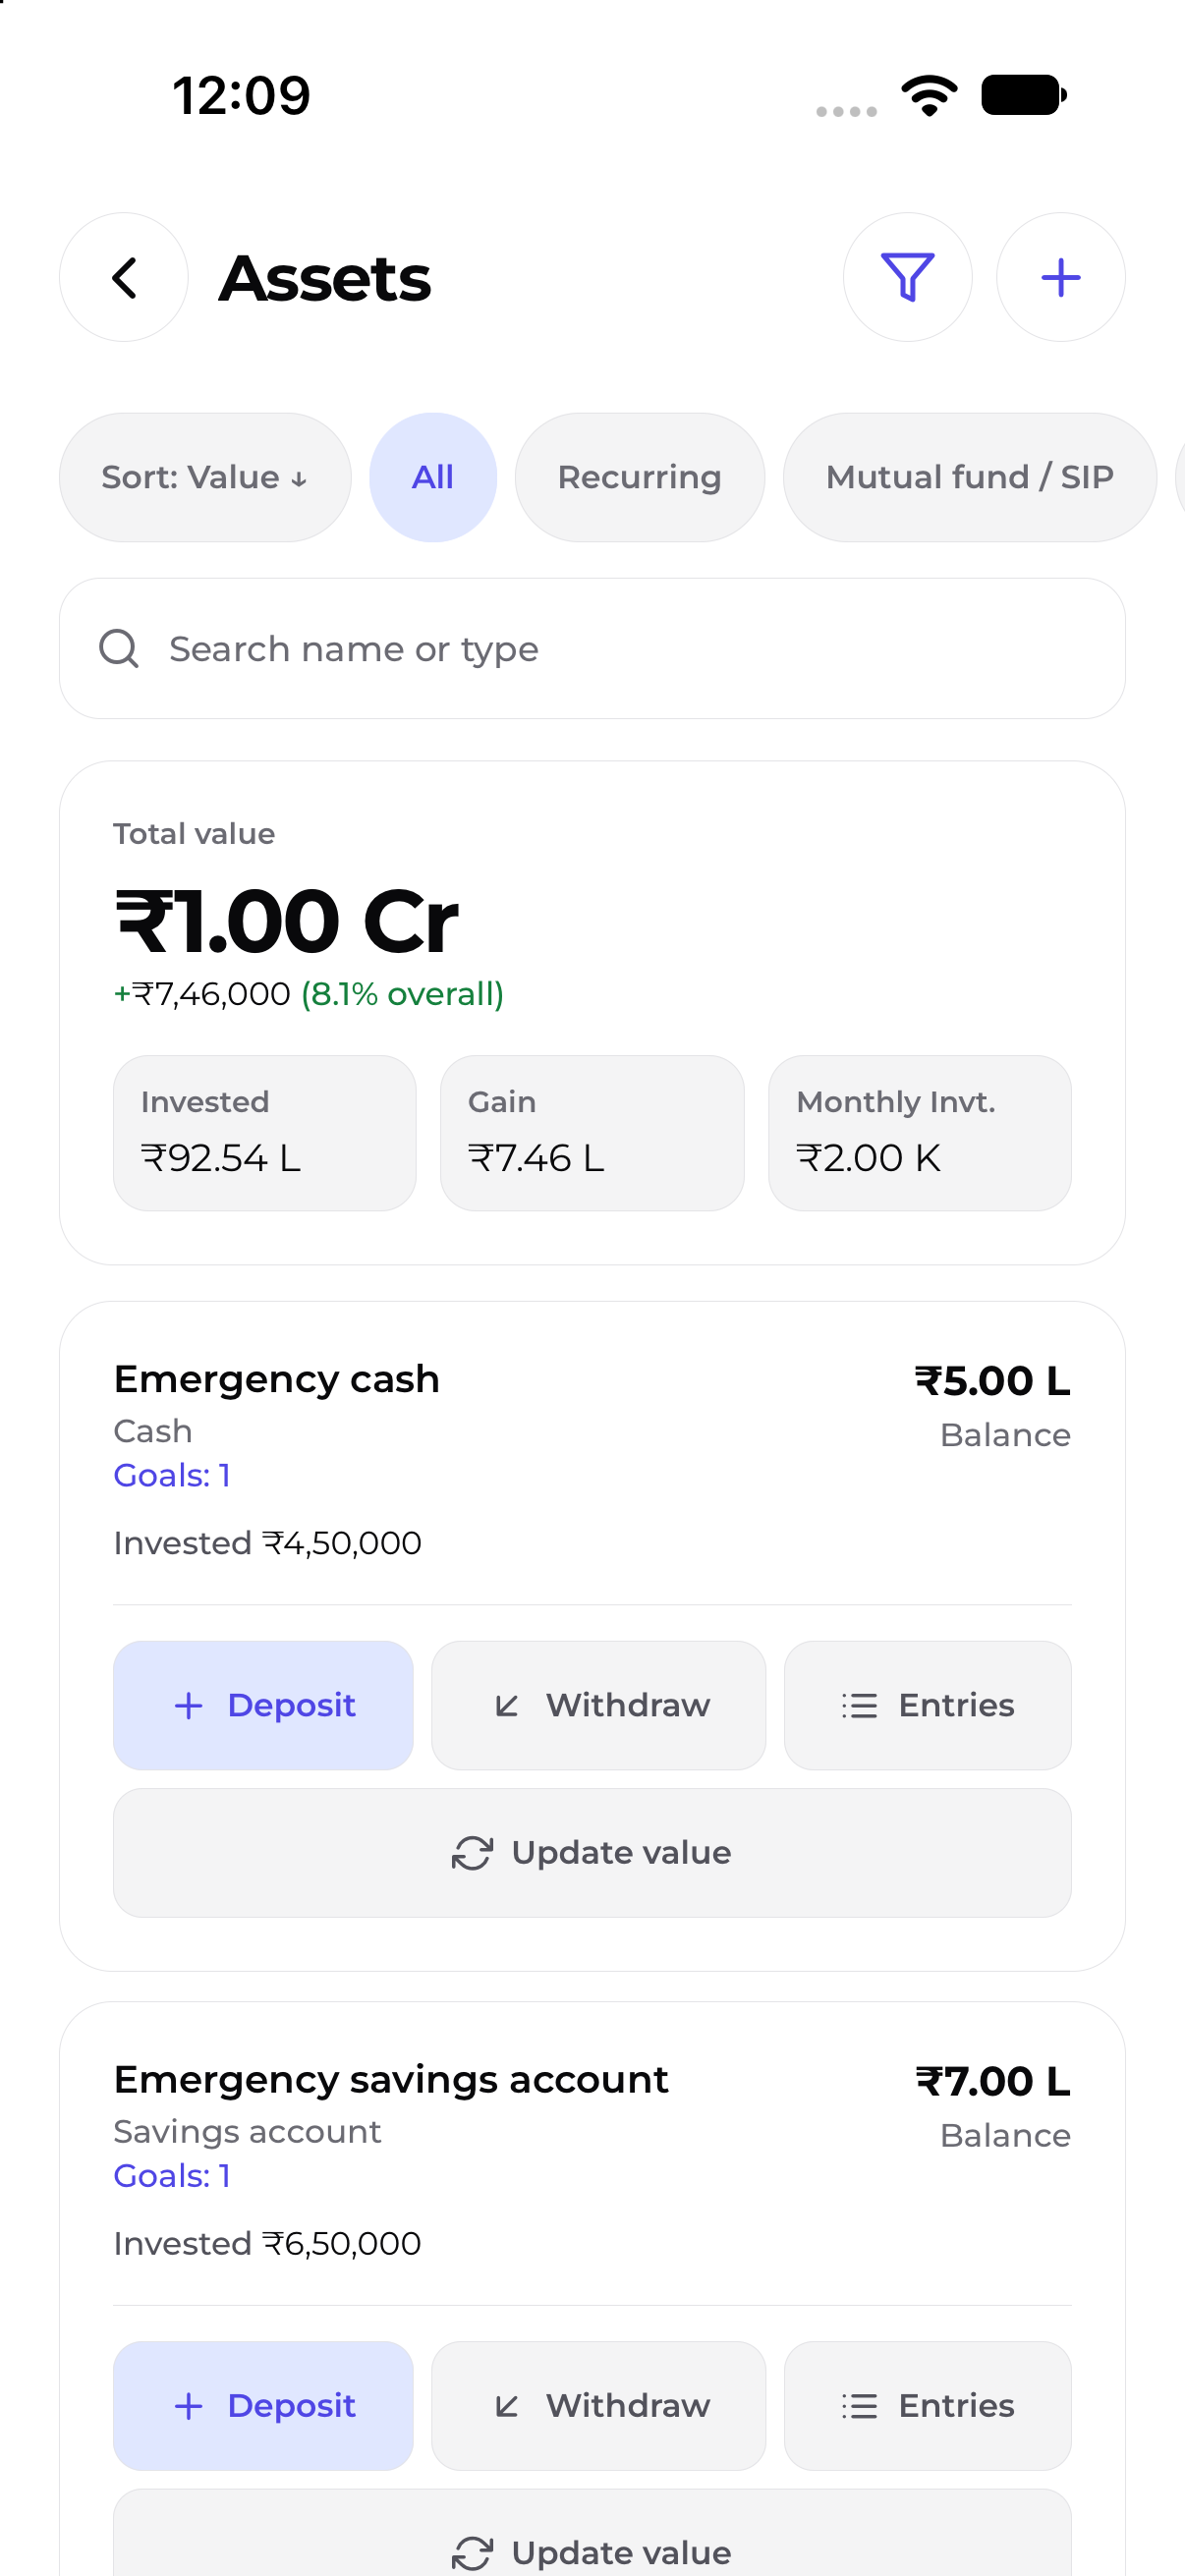 12:09
Assets
Sort: Value ↓ All Recurring Mutual fund / SIP
Search name or type
Total value
₹1.00 Cr
+₹7,46,000 (8.1% overall)
Invested Gain Monthly Invt.
₹92.54 L ₹7.46 L ₹2.00 K
Emergency cash ₹5.00 L
Cash Balance
Goals: 1
Invested ₹4,50,000
Deposit Withdraw Entries
Update value
Emergency savings account ₹7.00 L
Savings account Balance
Goals: 1
Invested ₹6,50,000
Deposit Withdraw Entries
Update value